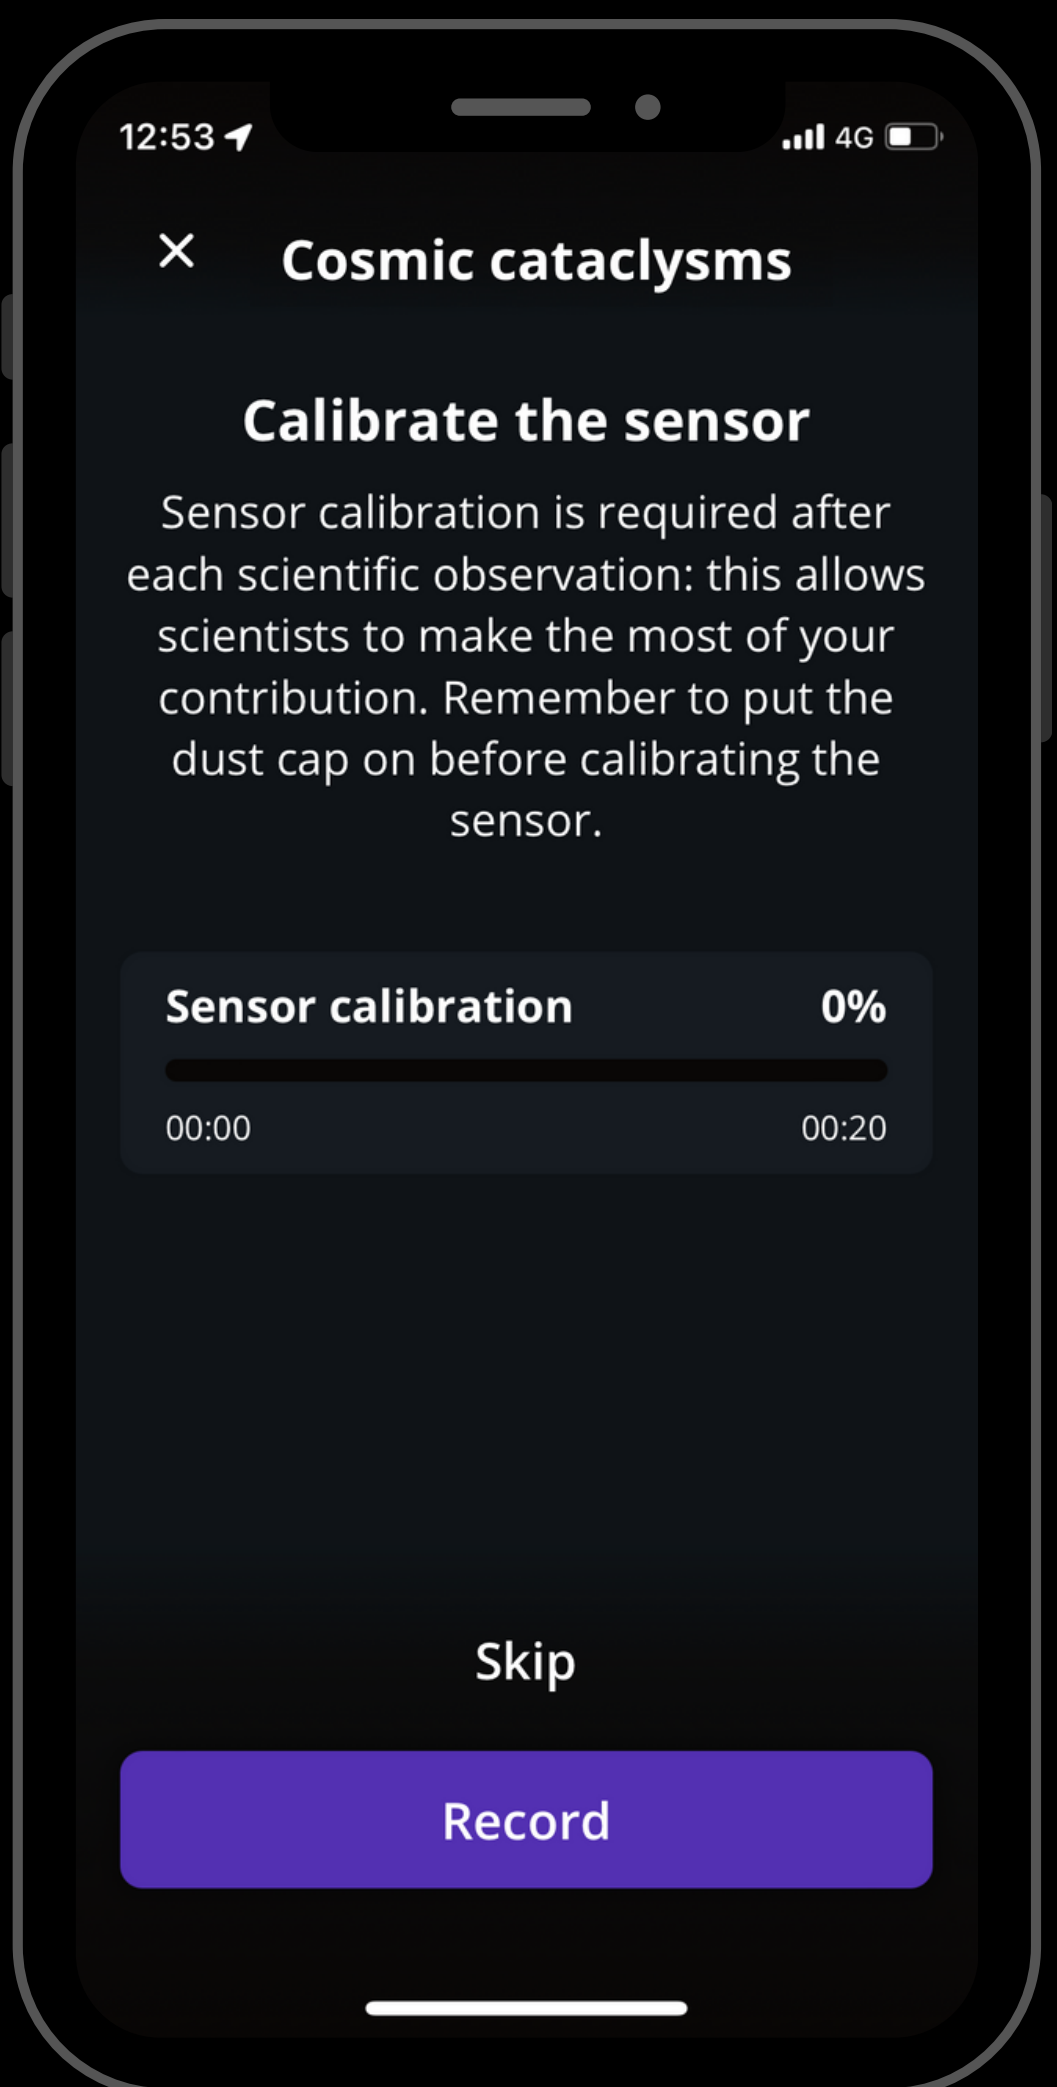 12:53
4G
Cosmic cataclysms
Calibrate the sensor
Sensor calibration is required after
each scientific observation: this allows
scientists to make the most of your
contribution. Remember to put the
dust cap on before calibrating the
sensor.
Sensor calibration 0%
00:00 00:20
Skip
Record